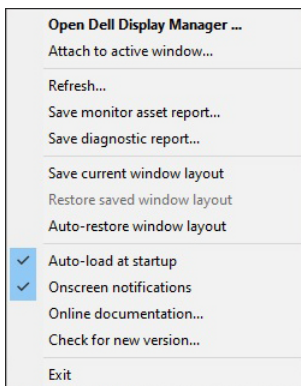 Open Dell Display Manager ...
Attach to active window...
Refresh...
Save monitor asset report...
Save diagnostic report...
Save current window layout
Restore saved window layout
Auto-restore window layout
Auto-load at startup
Onscreen notifications
Online documentation...
Check for new version...
Exit